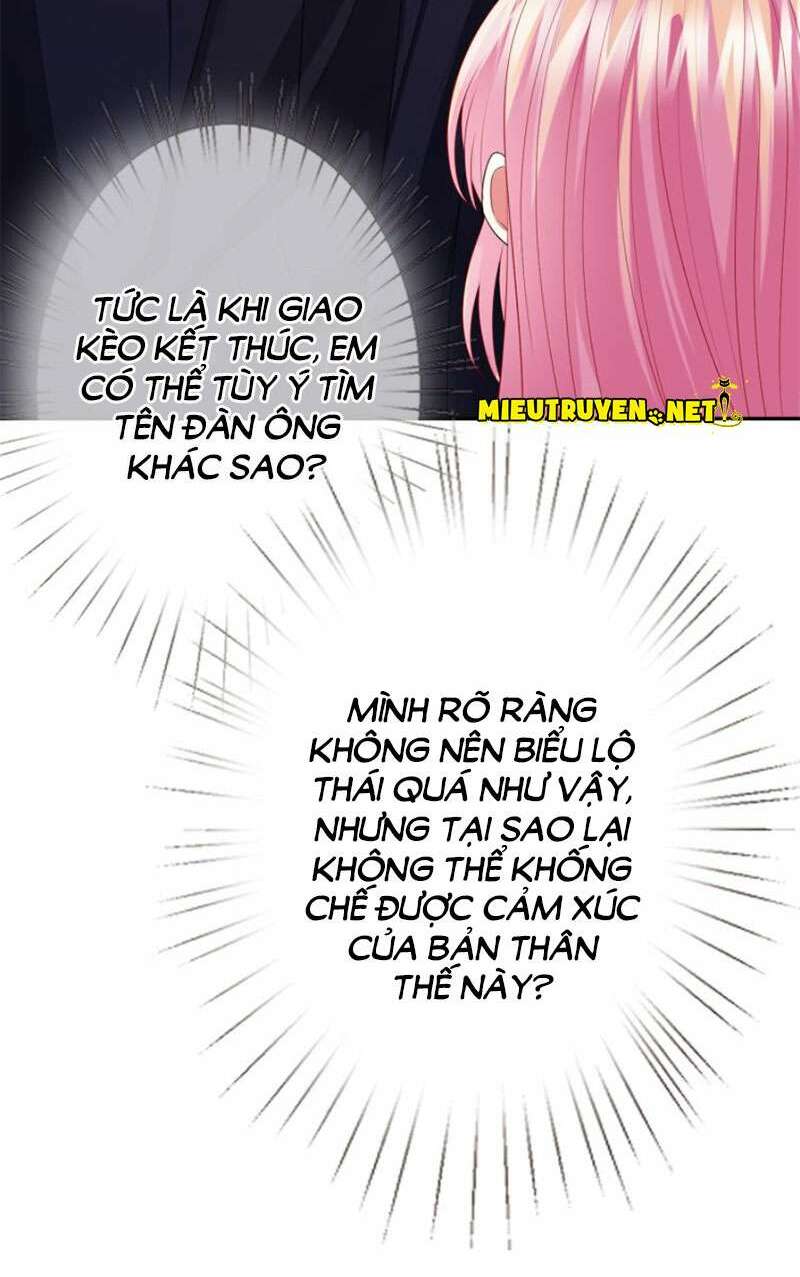 TỨC LÀ KHI GIAO
KÈO KẾT THÚC, EM
CÓ THỂ TÙY Ý TÌM
TÊN ĐÀN ÔNG
KHÁC SAO?
MIEUTRUYEN.NET
MÌNH RÕ RÀNG
KHÔNG NÊN BIỂU LỘ
THÁI QUÁ NHƯ VẬY,
NHƯNG TẠI SAO LẠI
KHÔNG THỂ KHỐNG
CHẾ ĐƯỢC CẢM XÚC
CỦA BẢN THÂN
THẾ NÀY?